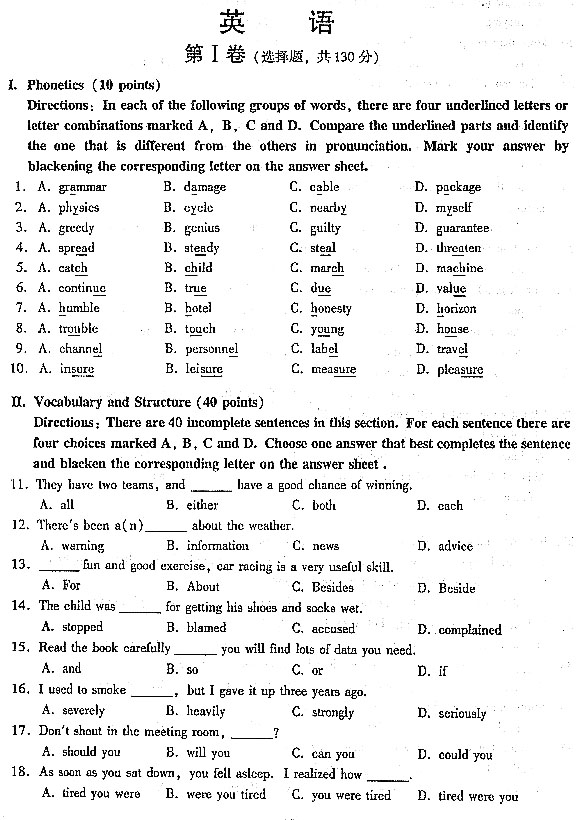 英 语
第 I 卷 (选择题, 共130分)
I. Phonetics (10 points)
Directions: In each of the following groups of words, there are four underlined letters or
letter combinations marked A, B, C and D. Compare the underlined parts and identify
the one that is different from the others in pronunciation. Mark your answer by
blackening the corresponding letter on the answer sheet.
1. A. grammar B. damage C. cable D. package
2. A. physics B. cycle C. nearby D. myself
3. A. greedy B. genius C. guilty D. guarantee
4. A. spread B. steady C. steal D. threaten
5. A. catch B. child C. march D. machine
6. A. continue B. true C. due D. value
7. A. humble B. hotel C. honesty D. horizon
8. A. trouble B. touch C. young D. house
9. A. channel B. personnel C. label D. travel
10. A. insure B. leisure C. measure D. pleasure
II. Vocabulary and Structure (40 points)
Directions: There are 40 incomplete sentences in this section. For each sentence there are
four choices marked A, B, C and D. Choose one answer that best completes the sentence
and blacken the corresponding letter on the answer sheet.
11. They have two teams, and ______ have a good chance of winning.
A. all B. either C. both D. each
12. There's been a(n) ______ about the weather.
A. warning B. information C. news D. advice
13. ______ fun and good exercise, car racing is a very useful skill.
A. For B. About C. Besides D. Beside
14. The child was ______ for getting his shoes and socks wet.
A. stopped B. blamed C. accused D. complained
15. Read the book carefully ______ you will find lots of data you need.
A. and B. so C. or D. if
16. I used to smoke ______, but I gave it up three years ago.
A. severely B. heavily C. strongly D. seriously
17. Don't shout in the meeting room, ______?
A. should you B. will you C. can you D. could you
18. As soon as you sat down, you fell asleep. I realized how ______.
A. tired you were B. were you tired C. you were tired D. tired were you